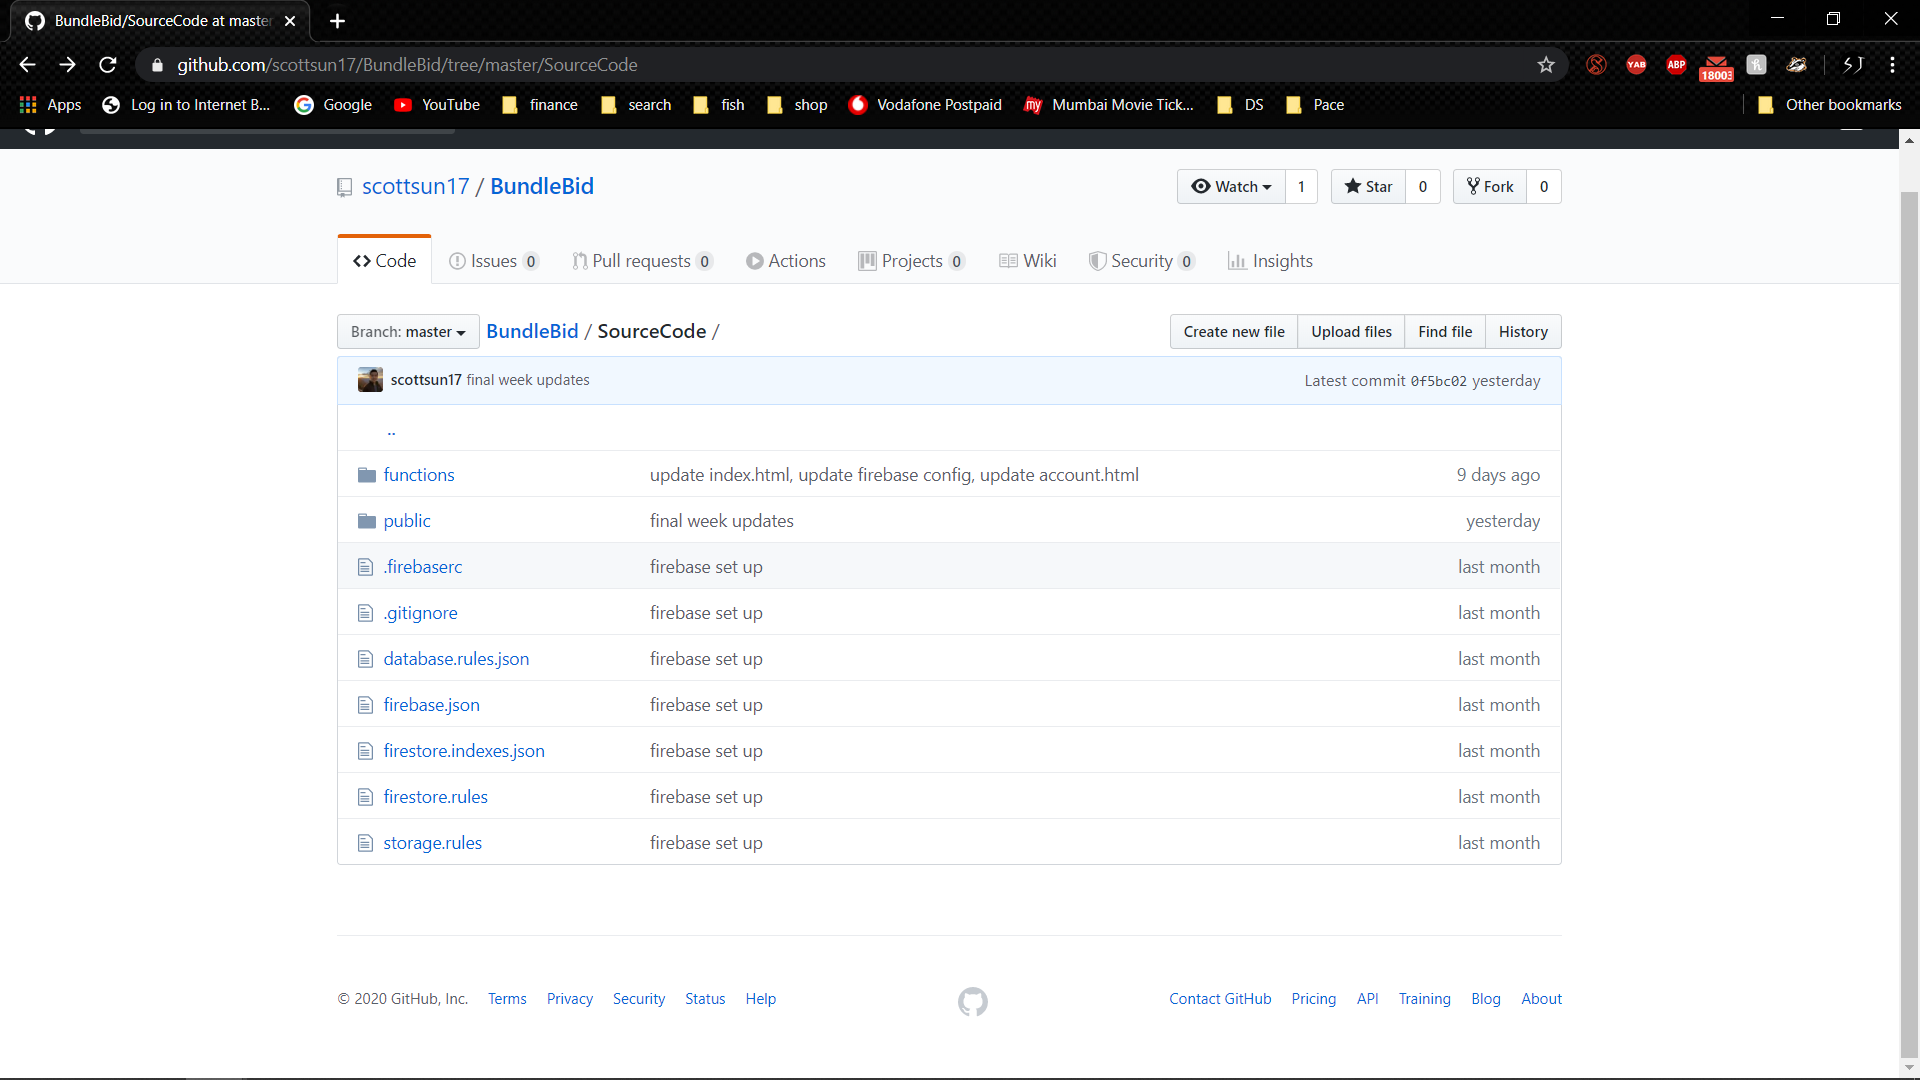 BundleBid/SourceCode at master
github.com/scottsun17/BundleBid/tree/master/SourceCode
YAB ABP 18003
Apps Log in to Internet B... Google YouTube finance search fish shop Vodafone Postpaid my Mumbai Movie Tick... DS Pace Other bookmarks
scottsun17 / BundleBid Watch 1 Star 0 Fork 0
Code Issues 0 Pull requests 0 Actions Projects 0 Wiki Security 0 Insights
Branch: master BundleBid / SourceCode / Create new file Upload files Find file History
scottsun17 final week updates Latest commit 0f5bc02 yesterday
..
functions update index.html, update firebase config, update account.html 9 days ago
public final week updates yesterday
.firebaserc firebase set up last month
.gitignore firebase set up last month
database.rules.json firebase set up last month
firebase.json firebase set up last month
firestore.indexes.json firebase set up last month
firestore.rules firebase set up last month
storage.rules firebase set up last month
© 2020 GitHub, Inc. Terms Privacy Security Status Help Contact GitHub Pricing API Training Blog About